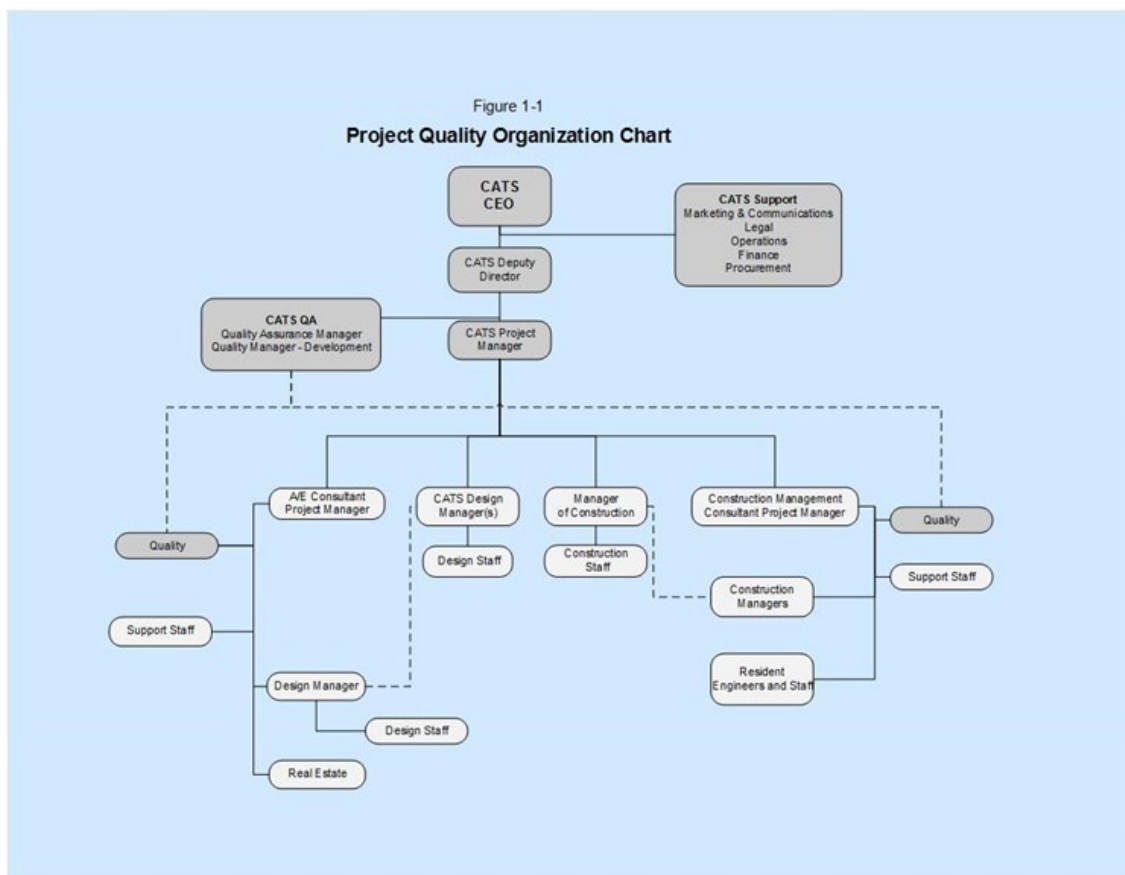 Figure 1-1
Project Quality Organization Chart
CATS
CEO
CATS Support
Marketing & Communications
Legal
Operations
Finance
Procurement
CATS Deputy
Director
CATS QA
Quality Assurance Manager
Quality Manager - Development
CATS Project
Manager
A/E Consultant
Project Manager
CATS Design
Manager(s)
Manager
of Construction
Construction Management
Consultant Project Manager
Quality
Quality
Design Staff
Construction
Staff
Support Staff
Construction
Managers
Support Staff
Resident
Engineers and Staff
Design Manager
Design Staff
Real Estate